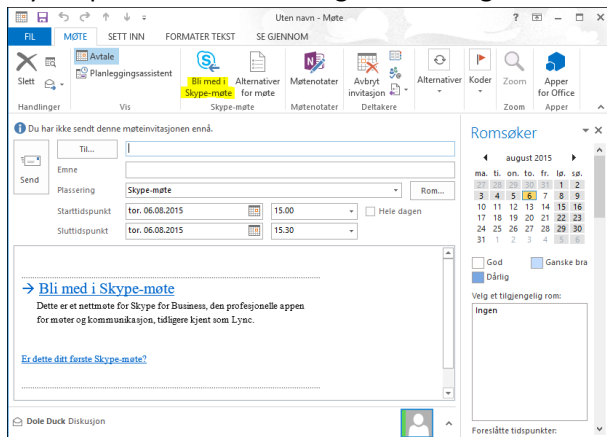 Uten navn - Møte
FIL MØTE SETT INN FORMATER TEKST SE GJENNOM
Slett
Handlinger
Avtale
Planleggingsassistent
Vis
Bli med i
Skype-møte
Alternativer
for møte
Skype-møte
Møtenotater
Møtenotater
Avbryt
invitasjon
Deltakere
Alternativer
Koder
Zoom
Zoom
Apper
for Office
Apper
Du har ikke sendt denne møteinvitasjonen ennå.
Send
Til...
Emne
Plassering Skype-møte Rom...
Starttidspunkt tor. 06.08.2015 15.00 Hele dagen
Sluttidspunkt tor. 06.08.2015 15.30
→ Bli med i Skype-møte
Dette er et nettmøte for Skype for Business, den profesjonelle appen
for møter og kommunikasjon, tidligere kjent som Lync.
Er dette ditt første Skype-møte?
Dole Duck Diskusjon
Romsøker
august 2015
ma. ti. on. to. fr. lø. sø.
27 28 29 30 31 1 2
3 4 5 6 7 8 9
10 11 12 13 14 15 16
17 18 19 20 21 22 23
24 25 26 27 28 29 30
31 1 2 3 4 5 6
God Ganske bra
Dårlig
Velg et tilgjengelig rom:
Ingen
Foreslåtte tidspunkter: